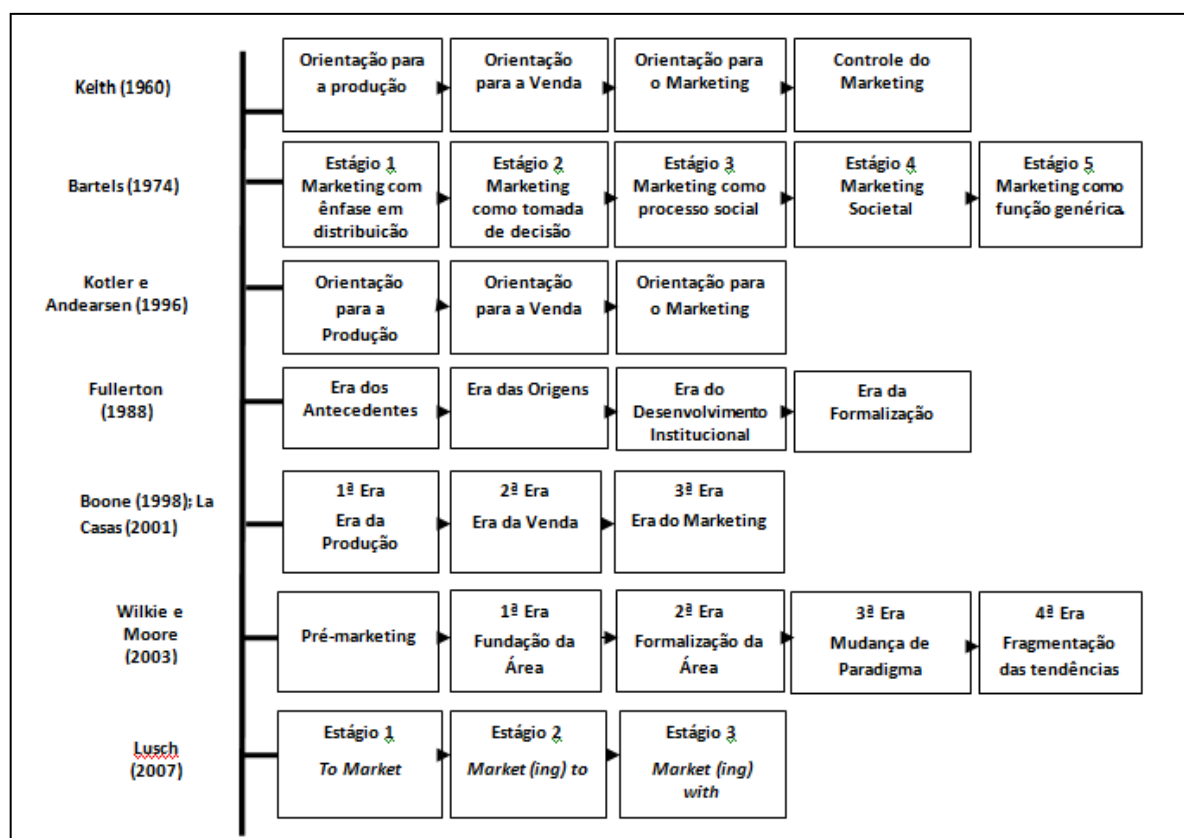 Keith (1960)
Orientação para
a produção
Orientação
para a Venda
Orientação para
o Marketing
Controle do
Marketing
Bartels (1974)
Estágio 1
Marketing com
ênfase em
distribuicão
Estágio 2
Marketing
como tomada
de decisão
Estágio 3
Marketing como
processo social
Estágio 4
Marketing
Societal
Estágio 5
Marketing como
função genérica.
Kotler e
Andearsen (1996)
Orientação
para a
Produção
Orientação
para a Venda
Orientação para
o Marketing
Fullerton
(1988)
Era dos
Antecedentes
Era das Origens
Era do
Desenvolvimento
Institucional
Era da
Formalização
Boone (1998); La
Casas (2001)
1ª Era
Era da
Produção
2ª Era
Era da Venda
3ª Era
Era do Marketing
Wilkie e
Moore
(2003)
Pré-marketing
1ª Era
Fundação da
Área
2ª Era
Formalização da
Área
3ª Era
Mudança de
Paradigma
4ª Era
Fragmentação
das tendências
Lusch
(2007)
Estágio 1
To Market
Estágio 2
Market (ing) to
Estágio 3
Market (ing)
with